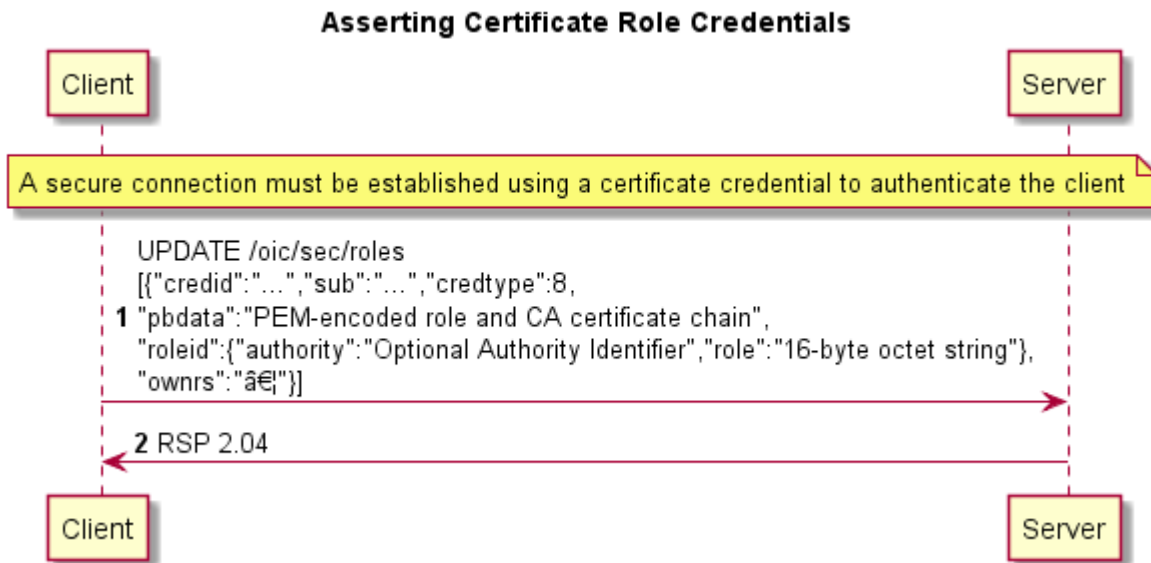 Asserting Certificate Role Credentials
Client
Server
A secure connection must be established using a certificate credential to authenticate the client
UPDATE /oic/sec/roles
[{"credid":"...","sub":"...","credtype":8,
1 "pbdata":"PEM-encoded role and CA certificate chain",
"roleid":{"authority":"Optional Authority Identifier","role":"16-byte octet string"},
"ownrs":"â€¦"}]
2 RSP 2.04
Client
Server